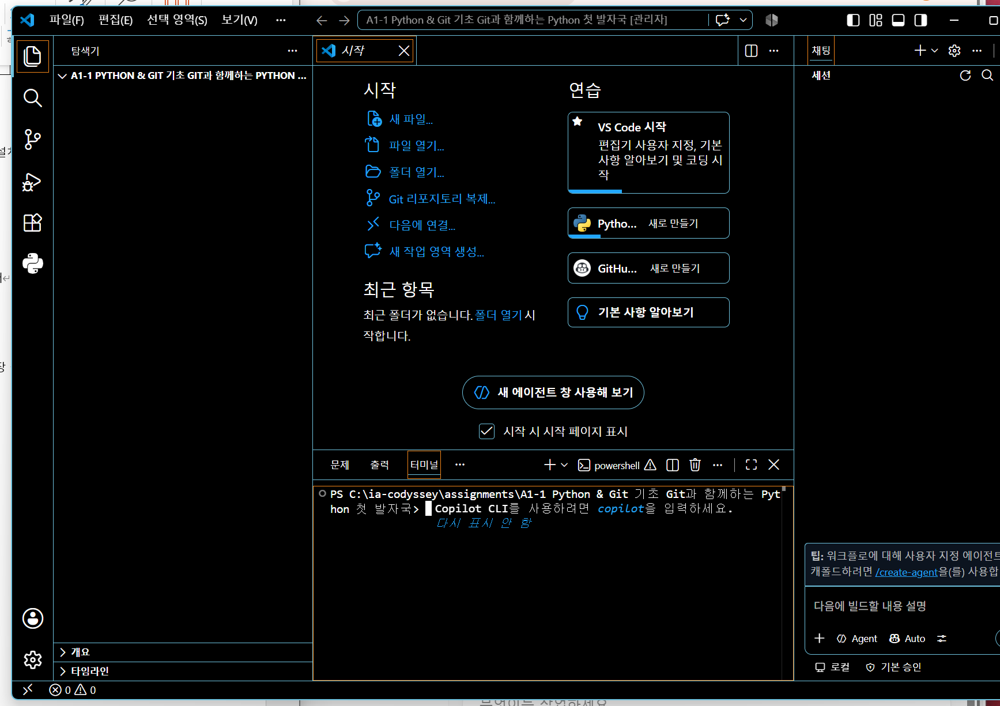 파일(F) 편집(E) 선택 영역(S) 보기(V) ···
A1-1 Python & Git 기초 Git과 함께하는 Python 첫 발자국 [관리자]
탐색기 ···
A1-1 PYTHON & GIT 기초 GIT과 함께하는 PYTHON ...
시작
시작
새 파일...
파일 열기...
폴더 열기...
Git 리포지토리 복제...
다음에 연결...
새 작업 영역 생성...
최근 항목
최근 폴더가 없습니다. 폴더 열기 시
작합니다.
연습
VS Code 시작
편집기 사용자 지정, 기본
사항 알아보기 및 코딩 시
작
Pytho... 새로 만들기
GitHu... 새로 만들기
기본 사항 알아보기
새 에이전트 창 사용해 보기
시작 시 시작 페이지 표시
문제 출력 터미널 ···
powershell
PS C:\ia-codyssey\assignments\A1-1 Python & Git 기초 Git과 함께하는 Pyt
hon 첫 발자국> Copilot CLI를 사용하려면 copilot을 입력하세요.
다시 표시 안 함
채팅
세션
팁: 워크플로에 대해 사용자 지정 에이전트
캐폴드하려면 /create-agent을(를) 사용합
다음에 빌드할 내용 설명
Agent Auto
로컬 기본 승인
개요
타임라인
0 0